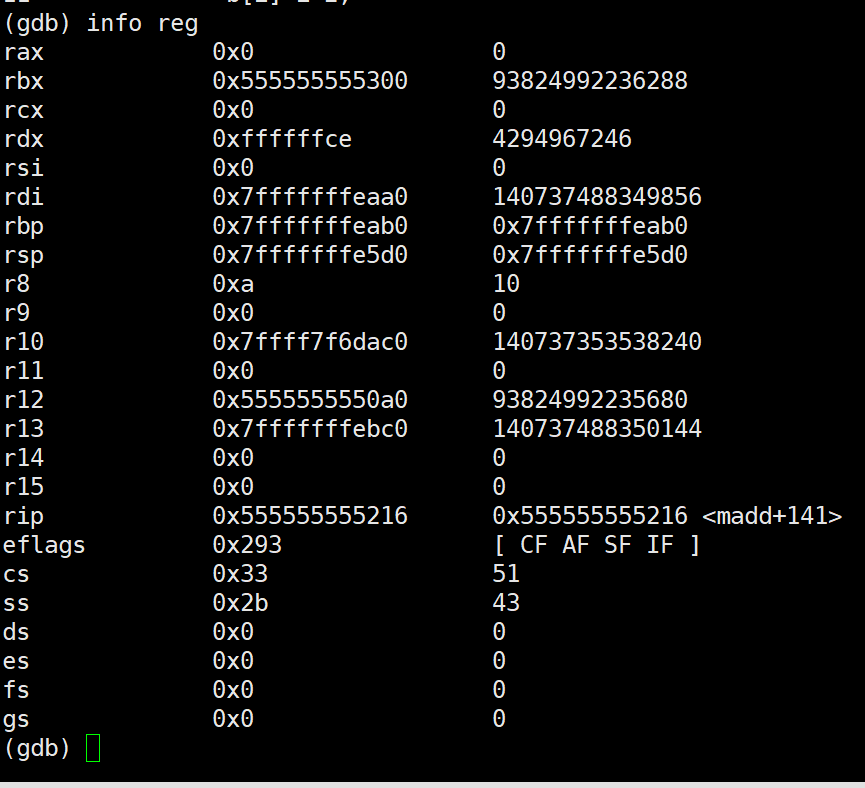 (gdb) info reg
rax 0x0 0
rbx 0x555555555300 93824992236288
rcx 0x0 0
rdx 0xffffffce 4294967246
rsi 0x0 0
rdi 0x7fffffffeaa0 140737488349856
rbp 0x7fffffffeab0 0x7fffffffeab0
rsp 0x7fffffffe5d0 0x7fffffffe5d0
r8 0xa 10
r9 0x0 0
r10 0x7ffff7f6dac0 140737353538240
r11 0x0 0
r12 0x5555555550a0 93824992235680
r13 0x7fffffffebc0 140737488350144
r14 0x0 0
r15 0x0 0
rip 0x555555555216 0x555555555216 <madd+141>
eflags 0x293 [ CF AF SF IF ]
cs 0x33 51
ss 0x2b 43
ds 0x0 0
es 0x0 0
fs 0x0 0
gs 0x0 0
(gdb)